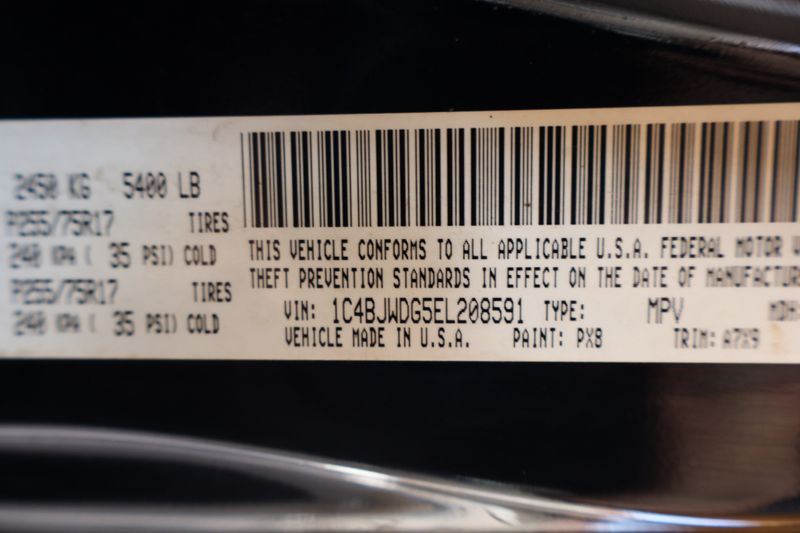 2450 KG 5400 LB
P255/75R17 TIRES
240 KPA ( 35 PSI) COLD
P255/75R17 TIRES
240 KPA ( 35 PSI) COLD
THIS VEHICLE CONFORMS TO ALL APPLICABLE U.S.A. FEDERAL MOTOR
THEFT PREVENTION STANDARDS IN EFFECT ON THE DATE OF MANUFACTUR
VIN: 1C4BJWDG5EL208591 TYPE: MPV MDH:
VEHICLE MADE IN U.S.A. PAINT: PX8 TRIM: A7X9